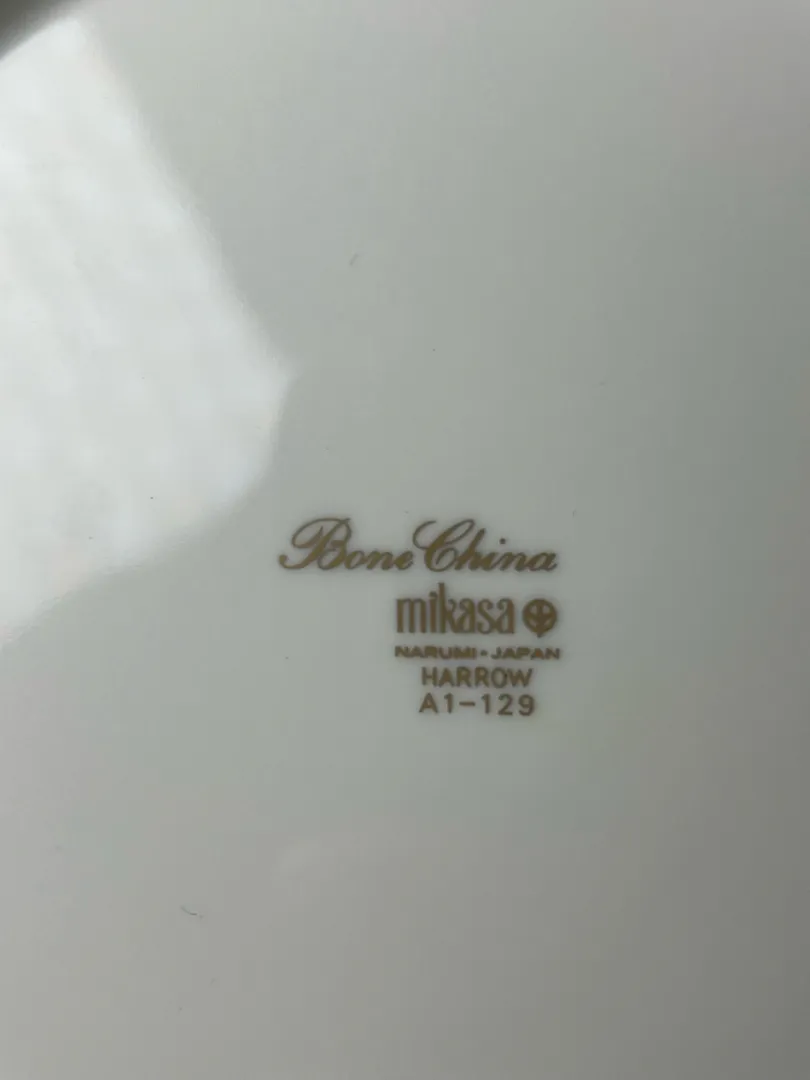 Bone China
mikasa
NARUMI-JAPAN
HARROW
A1-129